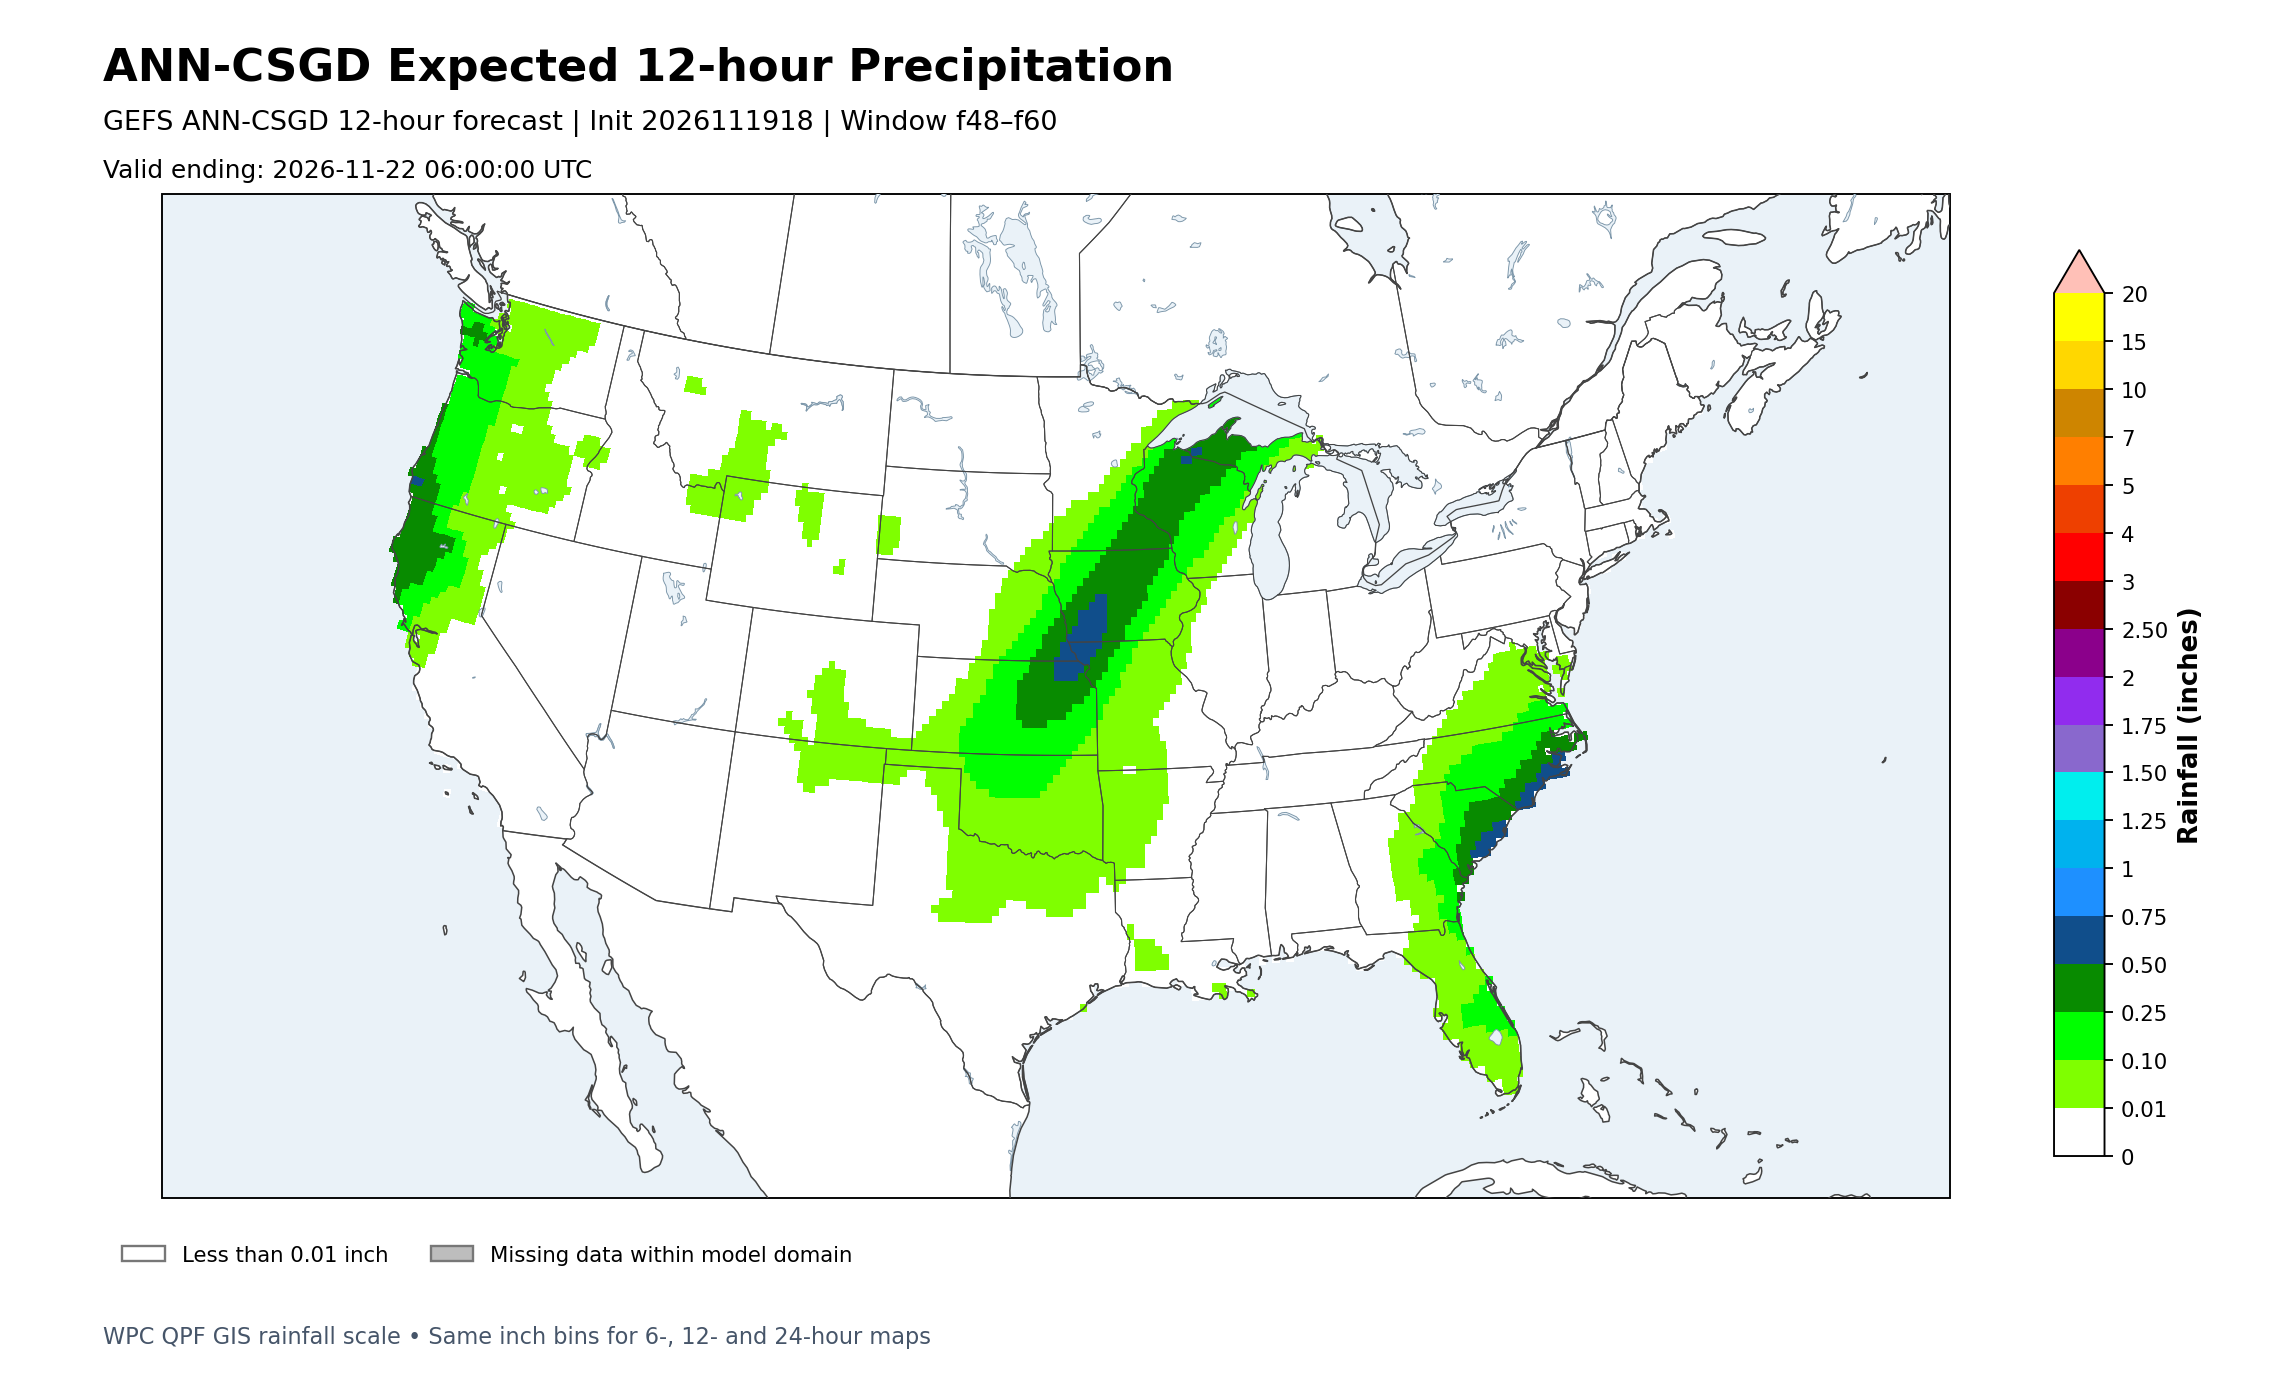 ANN-CSGD Expected 12-hour Precipitation
GEFS ANN-CSGD 12-hour forecast | Init 2026111918 | Window f48–f60
Valid ending: 2026-11-22 06:00:00 UTC
20
15
10
7
5
4
3
2.50
2
1.75
1.50
1.25
1
0.75
0.50
0.25
0.10
0.01
0
Rainfall (inches)
Less than 0.01 inch
Missing data within model domain
WPC QPF GIS rainfall scale • Same inch bins for 6-, 12- and 24-hour maps